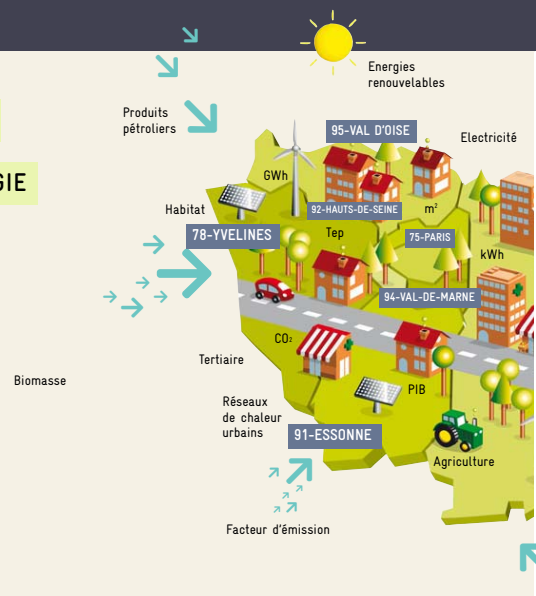 Energies
renouvelables
Produits
pétroliers
95-VAL D'OISE
Electricité
GIE
GWh
Habitat
92-HAUTS-DE-SEINE
m²
78-YVELINES
Tep
75-PARIS
kWh
94-VAL-DE-MARNE
CO₂
Tertiaire
Biomasse
PIB
Réseaux
de chaleur
urbains
91-ESSONNE
Agriculture
Facteur d'émission